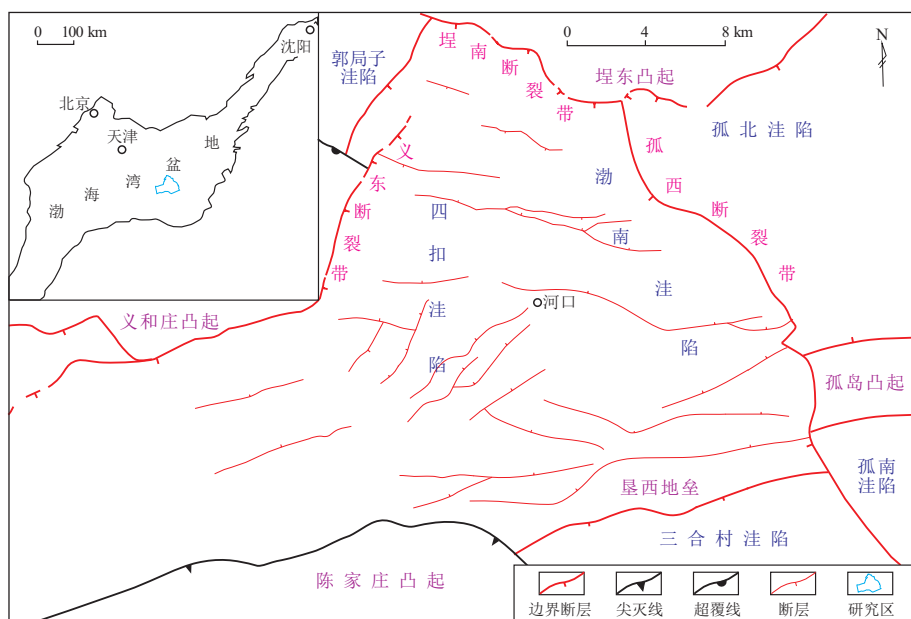 0 100 km
沈阳
北京
天津
渤海湾盆地
郭局子
洼陷
埕南断裂带
0 4 8 km
N
埕东凸起
孤北洼陷
义东断裂带
孤西断裂带
四扣洼陷
渤南洼陷
河口
义和庄凸起
孤岛凸起
孤南
洼陷
垦西地垒
三合村洼陷
陈家庄凸起
边界断层
尖灭线
超覆线
断层
研究区